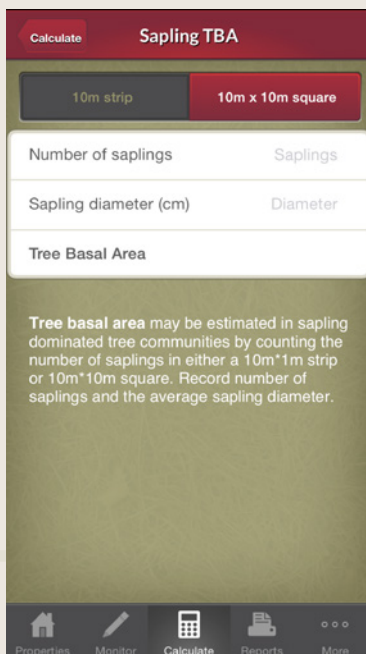 Calculate
Sapling TBA
10m strip
10m x 10m square
Number of saplings Saplings
Sapling diameter (cm) Diameter
Tree Basal Area
Tree basal area may be estimated in sapling
dominated tree communities by counting the
number of saplings in either a 10m*1m strip
or 10m*10m square. Record number of
saplings and the average sapling diameter.
Properties Monitor Calculate Reports More